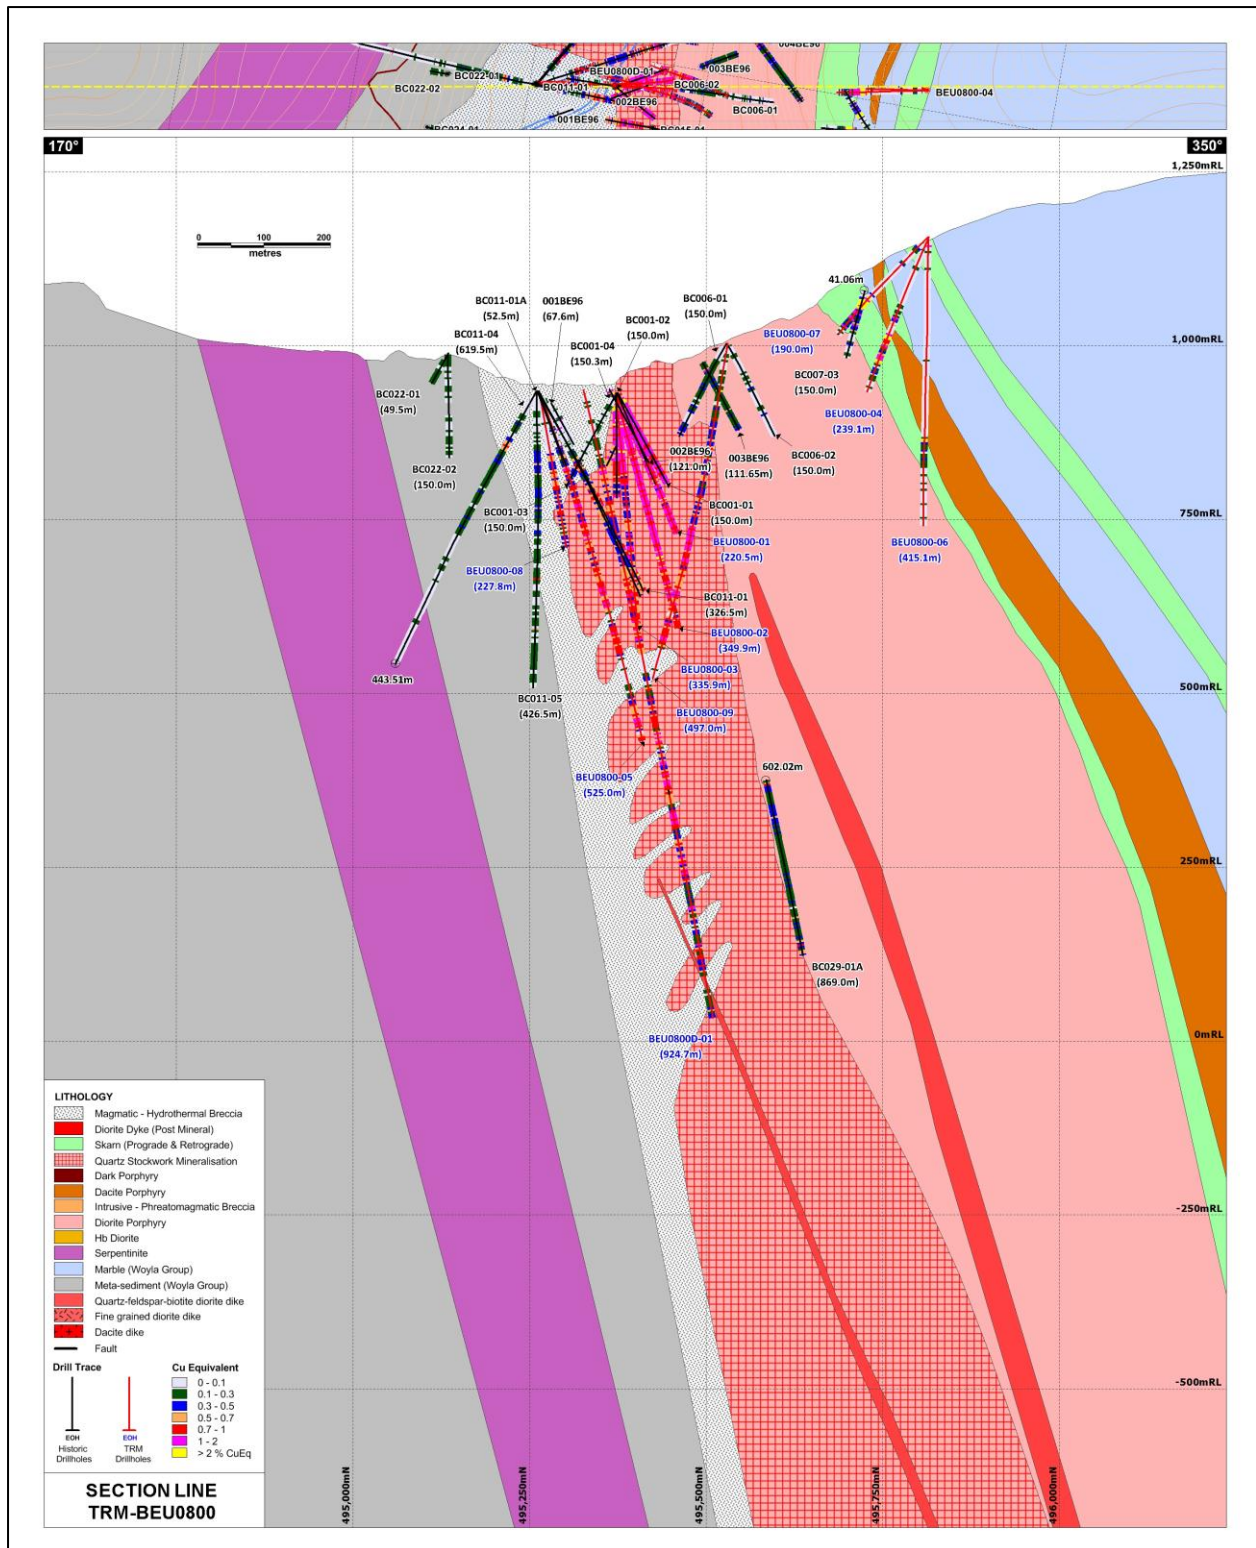 004BE96
003BE96
BC022-01
BEU0800D-01
BC022-02
BC011-01
BC006-02
BEU0800-04
002BE96
BC006-01
001BE96
170°
350°
1,250mRL
0 100 200
metres
41.06m
BC011-01A
(52.5m)
001BE96
(67.6m)
BC006-01
(150.0m)
BC001-02
(150.0m)
BC011-04
(619.5m)
BC001-04
(150.3m)
BEU0800-07
(190.0m)
1,000mRL
BC007-03
(150.0m)
BC022-01
(49.5m)
BEU0800-04
(239.1m)
BC022-02
(150.0m)
002BE96
(121.0m)
003BE96
(111.65m)
BC006-02
(150.0m)
BC001-03
(150.0m)
BC001-01
(150.0m)
750mRL
BEU0800-01
(220.5m)
BEU0800-06
(415.1m)
BEU0800-08
(227.8m)
BC011-01
(326.5m)
BEU0800-02
(349.9m)
443.51m
BEU0800-03
(335.9m)
BC011-05
(426.5m)
500mRL
BEU0800-09
(497.0m)
BEU0800-05
(525.0m)
602.02m
250mRL
BC029-01A
(869.0m)
BEU0800D-01
(924.7m)
0mRL
-250mRL
-500mRL
495,000mN
495,250mN
495,500mN
495,750mN
496,000mN
LITHOLOGY
Magmatic - Hydrothermal Breccia
Diorite Dyke (Post Mineral)
Skarn (Prograde & Retrograde)
Quartz Stockwork Mineralisation
Dark Porphyry
Dacite Porphyry
Intrusive - Phreatomagmatic Breccia
Diorite Porphyry
Hb Diorite
Serpentinite
Marble (Woyla Group)
Meta-sediment (Woyla Group)
Quartz-feldspar-biotite diorite dike
Fine grained diorite dike
Dacite dike
Fault
Drill Trace
EOH
Historic
Drillholes
EOH
TRM
Drillholes
Cu Equivalent
0 - 0.1
0.1 - 0.3
0.3 - 0.5
0.5 - 0.7
0.7 - 1
1 - 2
> 2 % CuEq
SECTION LINE
TRM-BEU0800